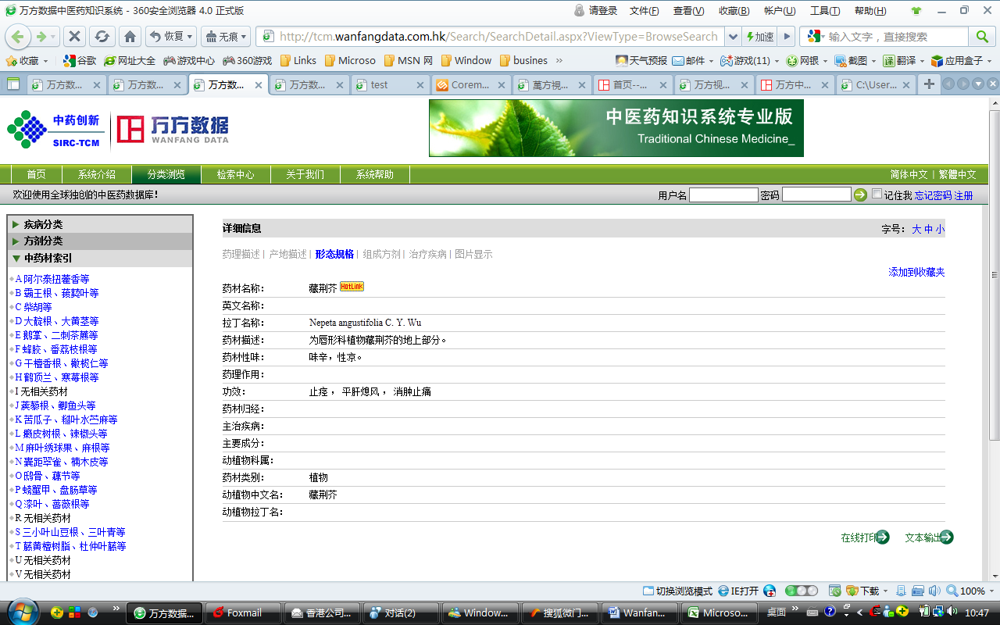 万方数据中医药知识系统 - 360安全浏览器 4.0 正式版
请登录 文件(F) 查看(V) 收藏(B) 帐户(U) 工具(T) 帮助(H)
恢复 无痕 http://tcm.wanfangdata.com.hk/Search/SearchDetail.aspx?ViewType=BrowseSearch 加速 输入文字，直接搜索
收藏 谷歌 网址大全 游戏中心 360游戏 Links Microso MSN 网 Window busines » 天气预报 邮件 游戏(11) 网银 截图 翻译 应用盒子
万方数... 万方数... 万方数... 万方数... test Corem... 萬方視... 首页--... 万方视... 万方中... C:\User...
中药创新
SIRC-TCM
万方数据
WANFANG DATA
中医药知识系统专业版
Traditional Chinese Medicine_
首页 系统介绍 分类浏览 检索中心 关于我们 系统帮助 简体中文 | 繁體中文
欢迎使用全球独创的中医药数据库！ 用户名 密码 记住我 忘记密码 注册
疾病分类
方剂分类
中药材索引
A 阿尔泰扭藿香等
B 霸王根、菝葜叶等
C 柴胡等
D 大靛根、大黄茎等
E 鹅掌、二刺茶藨等
F 蜂胶、番荔枝根等
G 干檀香根、橄榄仁等
H 鹤顶兰、寒莓根等
I 无相关药材
J 蒺藜根、鲫鱼头等
K 苦瓜子、糙叶水苎麻等
L 癞皮树根、辣椒头等
M 麻叶绣球果、麻根等
N 囊距翠雀、楠木皮等
O 鸱骨、藕节等
P 螃蟹甲、盘肠草等
Q 漆叶、蔷薇根等
R 无相关药材
S 三小叶山豆根、三叶青等
T 藤黄檀树脂、杜仲叶藤等
U 无相关药材
V 无相关药材
详细信息 字号： 大 中 小
药理描述| 产地描述| 形态规格| 组成方剂| 治疗疾病| 图片显示
添加到收藏夹
药材名称： 藏荆芥 HotLink
英文名称：
拉丁名称： Nepeta angustifolia C. Y. Wu
药材描述： 为唇形科植物藏荆芥的地上部分。
药材性味： 味辛，性凉。
药理作用：
功效： 止痉 ， 平肝熄风 ， 消肿止痛
药材归经：
主治疾病：
主要成分：
动植物科属：
药材类别： 植物
动植物中文名： 藏荆芥
动植物拉丁名：
在线打印 文本输出
切换浏览模式 IE打开 下载 100%
» 万方数据... Foxmail 香港公司... 对话(2) Window... 搜狐微门... Wanfan... Microso... 桌面 » 10:47